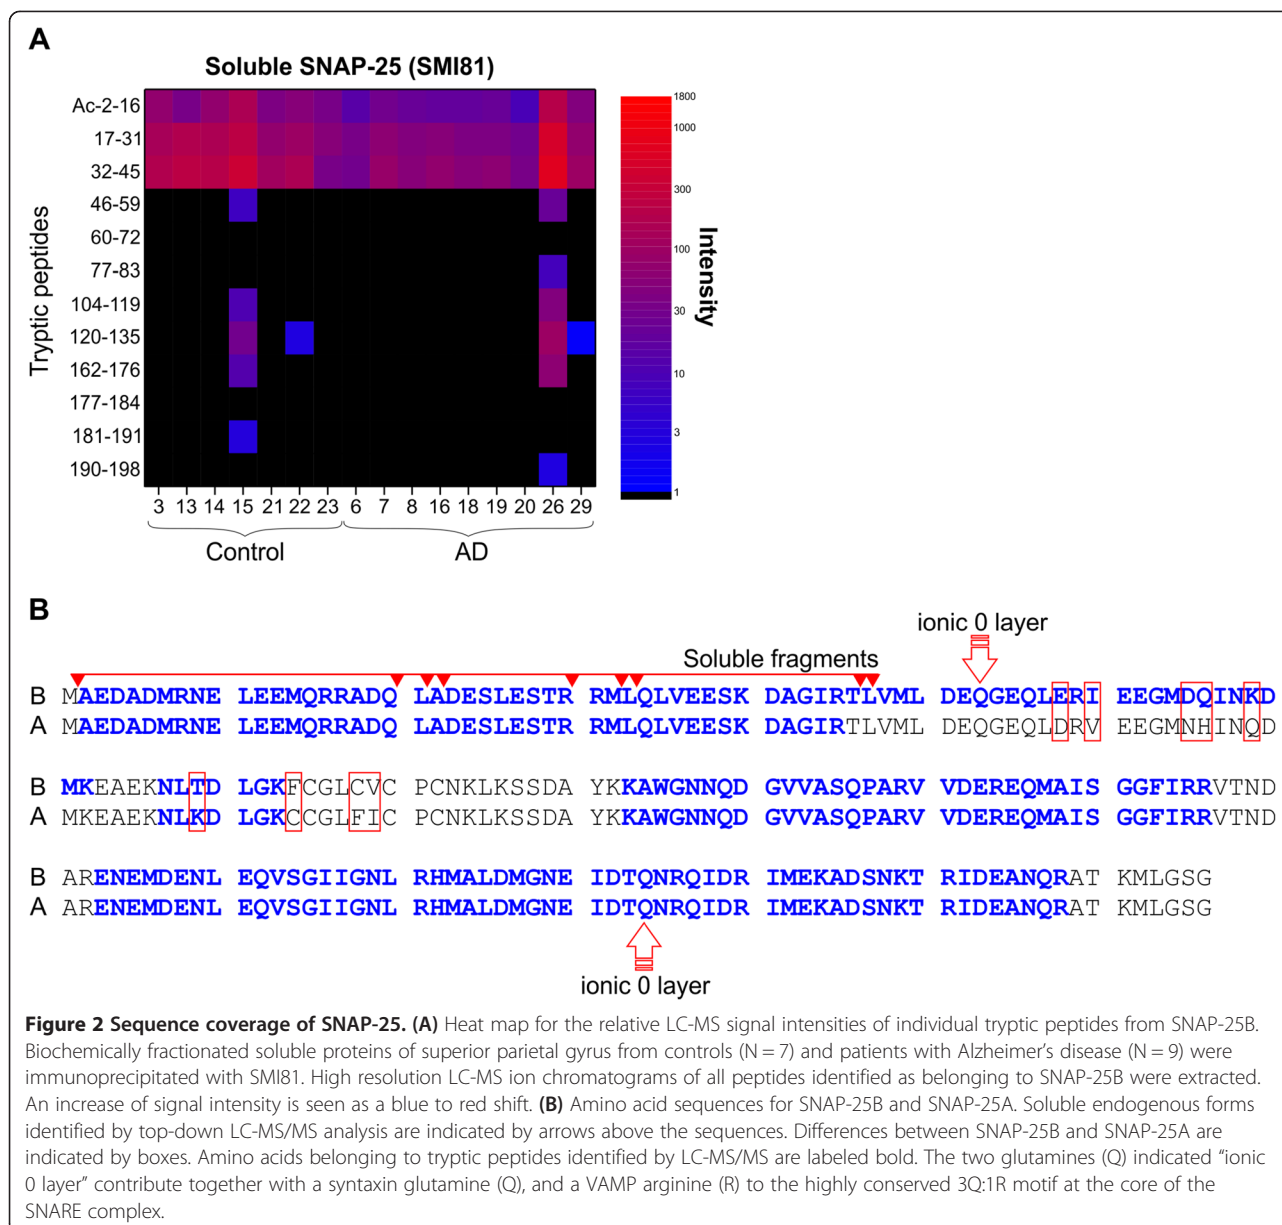 A
Soluble SNAP-25 (SMI81)
Tryptic peptides
Ac-2-16
17-31
32-45
46-59
60-72
77-83
104-119
120-135
162-176
177-184
181-191
190-198
3 13 14 15 21 22 23 6 7 8 16 18 19 20 26 29
Control AD
1800
1000
300
100
30
10
3
1
Intensity
B
ionic 0 layer
Soluble fragments
B MAEDADMRNE LEEMQRRADQ LADESLESTR RMLQLVEESK DAGIRTLVML DEQGEQLERI EEGMDQINKD
A MAEDADMRNE LEEMQRRADQ LADESLESTR RMLQLVEESK DAGIRTLVML DEQGEQLDRV EEGMNHINQD
B MKEAEKNLTD LGKFCGLCVC PCNKLKSSDA YKKAWGNNQD GVVASQPARV VDEREQMAIS GGFIRRVTND
A MKEAEKNLKD LGKCCGLFIC PCNKLKSSDA YKKAWGNNQD GVVASQPARV VDEREQMAIS GGFIRRVTND
B ARENEMDENL EQVSGIIGNL RHMALDMGNE IDTQNRQIDR IMEKADSNKT RIDEANQRAT KMLGSG
A ARENEMDENL EQVSGIIGNL RHMALDMGNE IDTQNRQIDR IMEKADSNKT RIDEANQRAT KMLGSG
ionic 0 layer
Figure 2 Sequence coverage of SNAP-25. (A) Heat map for the relative LC-MS signal intensities of individual tryptic peptides from SNAP-25B.
Biochemically fractionated soluble proteins of superior parietal gyrus from controls (N = 7) and patients with Alzheimer's disease (N = 9) were
immunoprecipitated with SMI81. High resolution LC-MS ion chromatograms of all peptides identified as belonging to SNAP-25B were extracted.
An increase of signal intensity is seen as a blue to red shift. (B) Amino acid sequences for SNAP-25B and SNAP-25A. Soluble endogenous forms
identified by top-down LC-MS/MS analysis are indicated by arrows above the sequences. Differences between SNAP-25B and SNAP-25A are
indicated by boxes. Amino acids belonging to tryptic peptides identified by LC-MS/MS are labeled bold. The two glutamines (Q) indicated "ionic
0 layer" contribute together with a syntaxin glutamine (Q), and a VAMP arginine (R) to the highly conserved 3Q:1R motif at the core of the
SNARE complex.